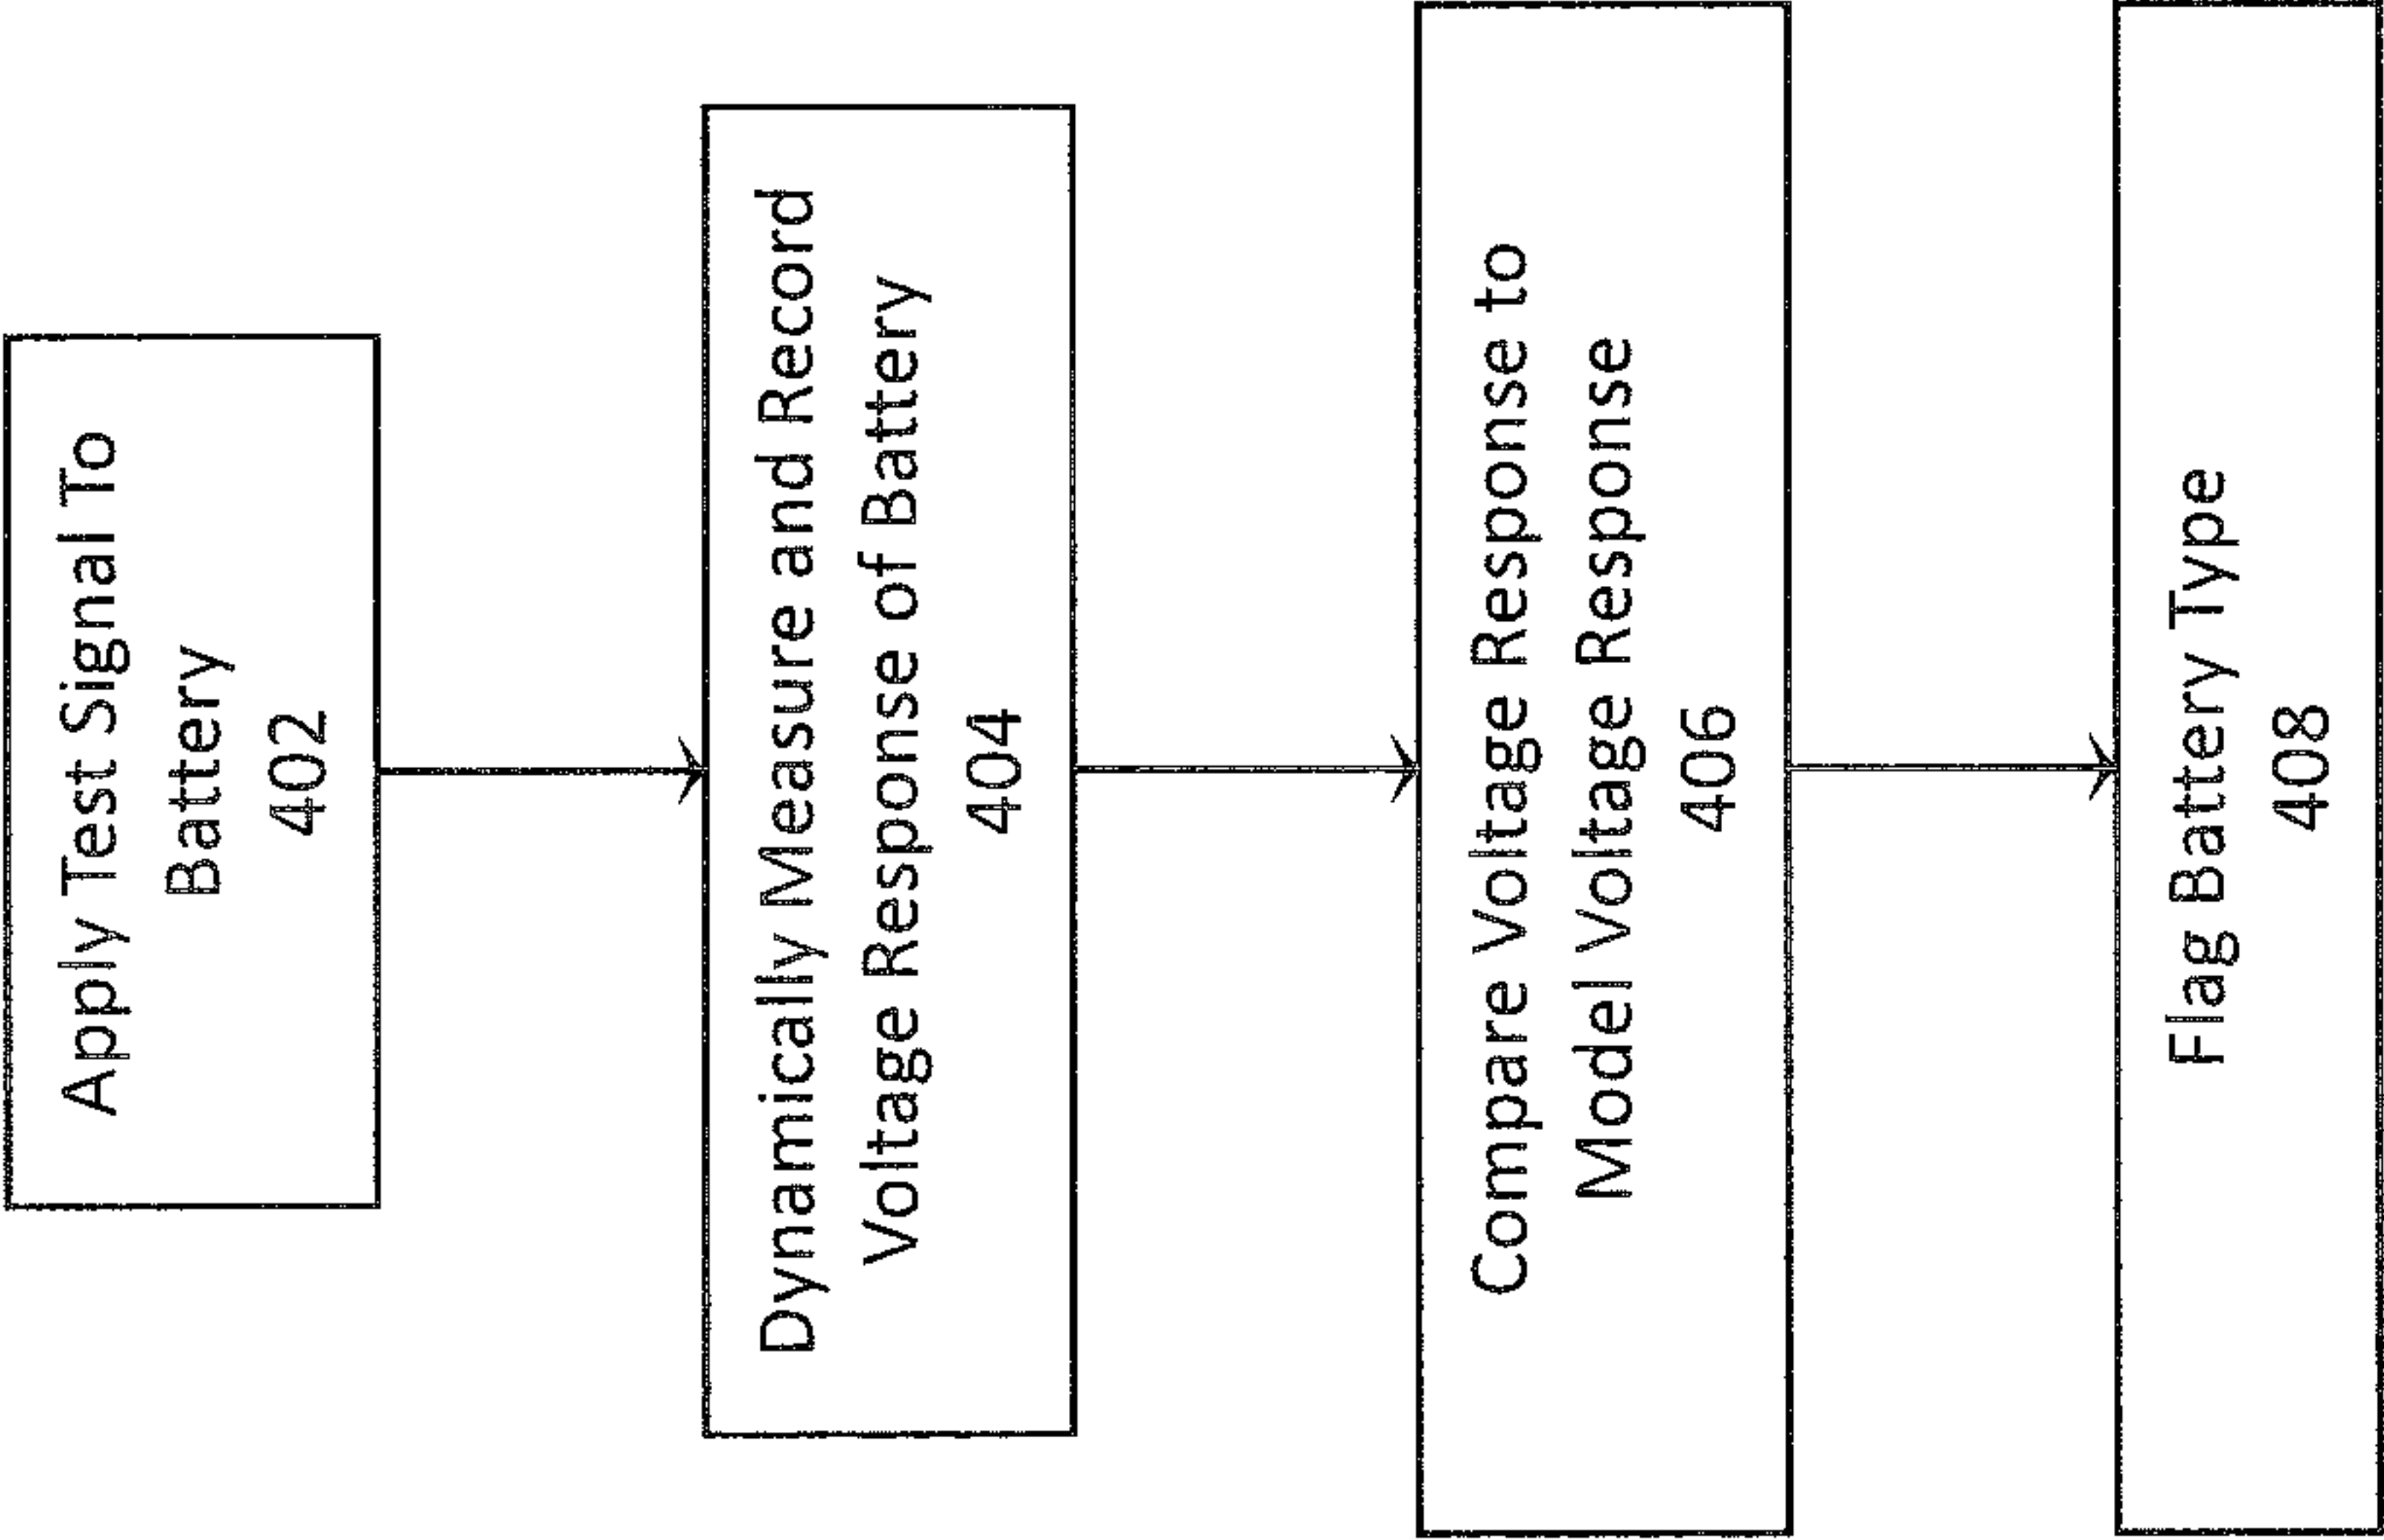 Apply Test Signal To
Battery
402
Dynamically Measure and Record
Voltage Response of Battery
404
Compare Voltage Response to
Model Voltage Response
406
Flag Battery Type
408